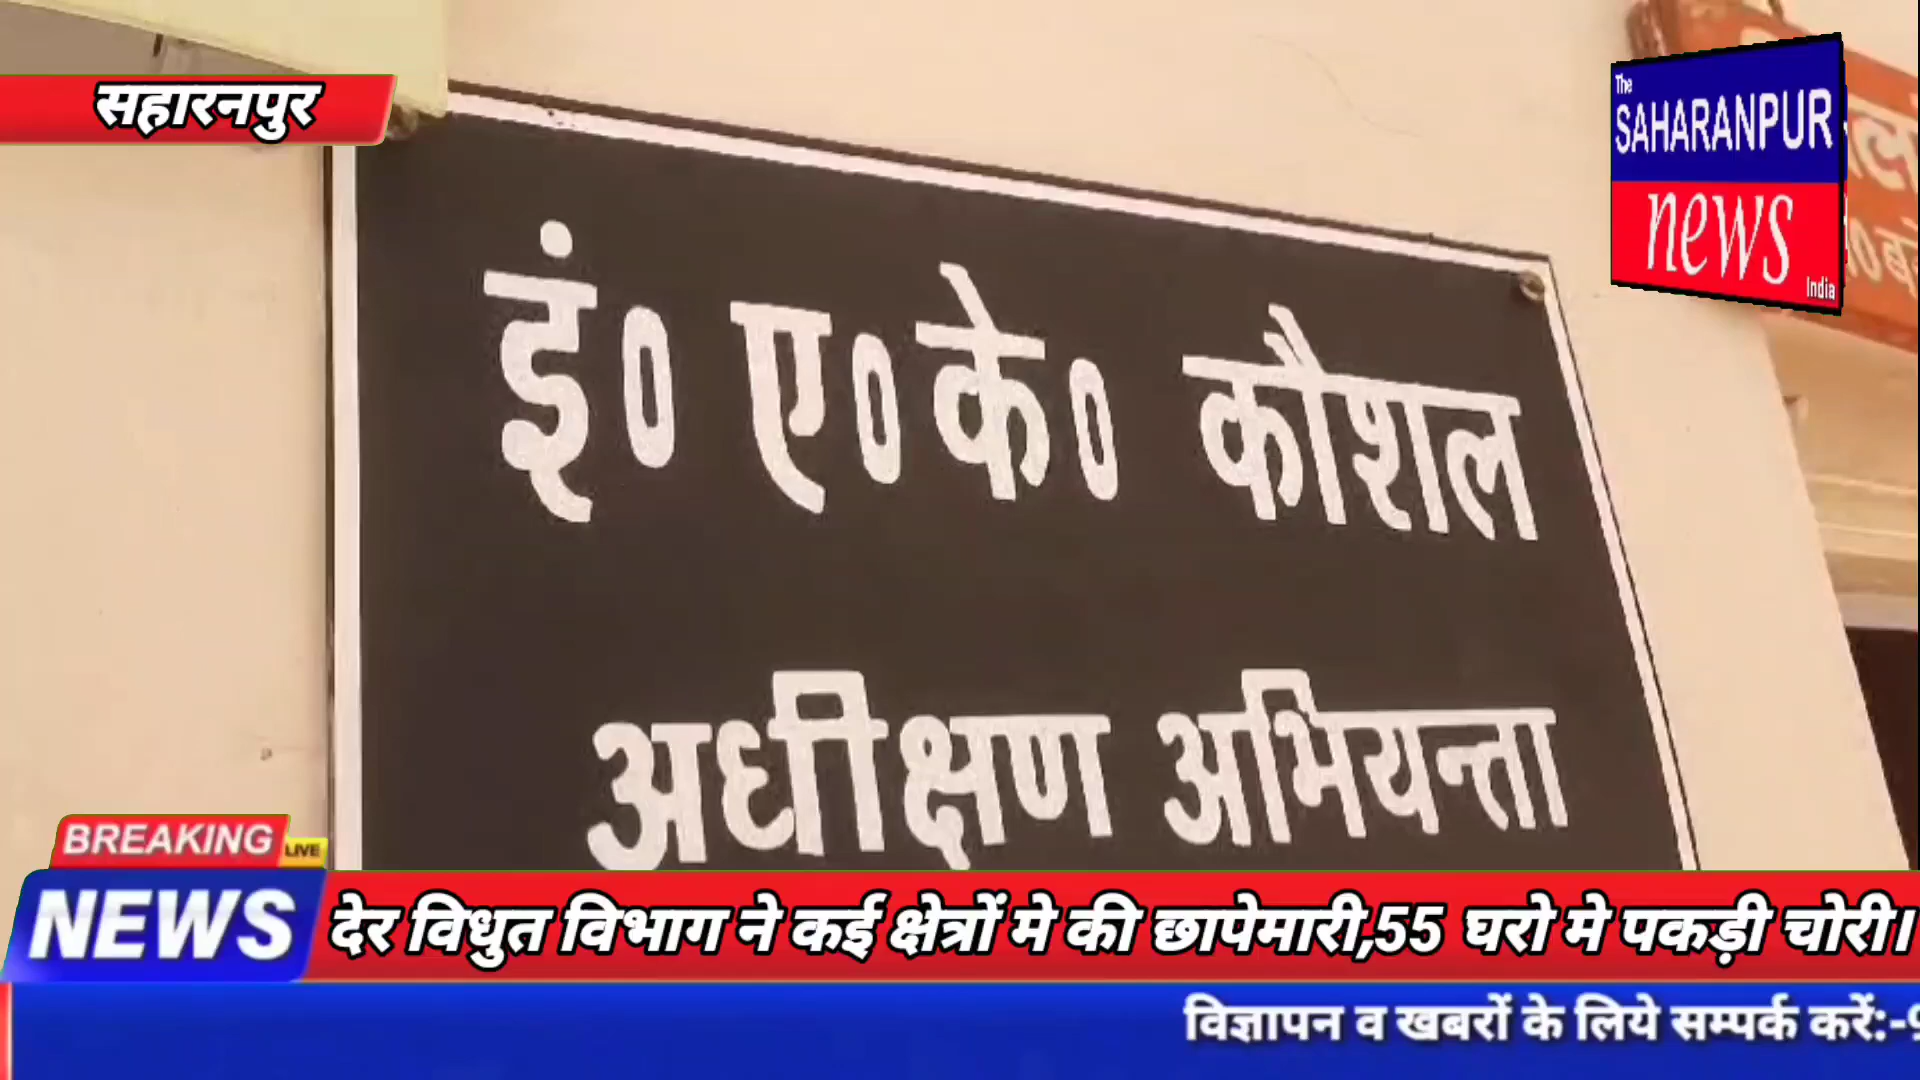 सहारनपुर
The
SAHARANPUR
news
India
इं० ए०के० कौशल
अधीक्षण अभियन्ता
BREAKING
LIVE
NEWS
देर विधुत विभाग ने कई क्षेत्रों मे की छापेमारी,55 घरो मे पकड़ी चोरी।
विज्ञापन व खबरों के लिये सम्पर्क करें:-9